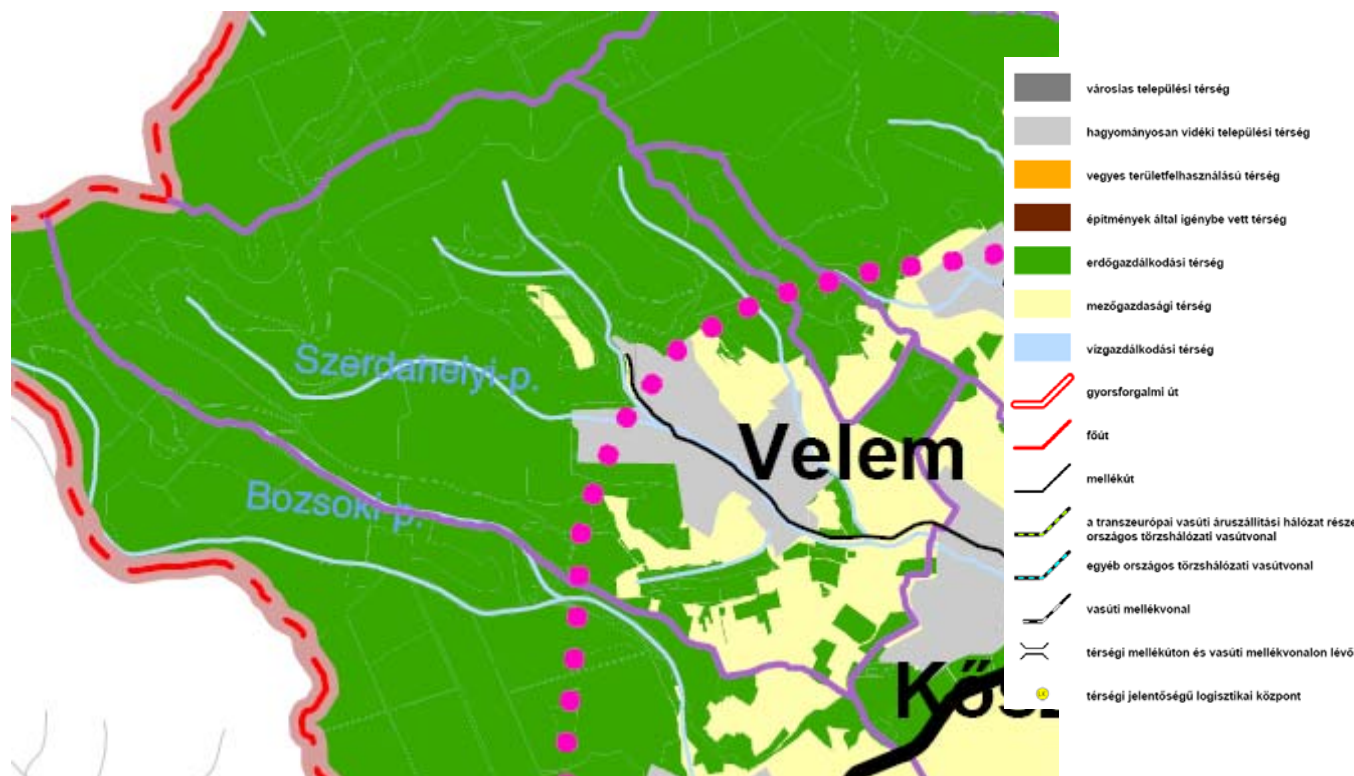 Szerdahelyi-p.
Velem
Bozsoki-p.
városias települési térség
hagyományosan vidéki települési térség
vegyes területfelhasználású térség
építmények által igénybe vett térség
erdőgazdálkodási térség
mezőgazdasági térség
vízgazdálkodási térség
gyorsforgalmi út
főút
mellékút
a transzeurópai vasúti áruszállítási hálózat része
országos törzshálózati vasútvonal
egyéb országos törzshálózati vasútvonal
vasúti mellékvonal
térségi mellékúton és vasúti mellékvonalon lévő
térségi jelentőségű logisztikai központ